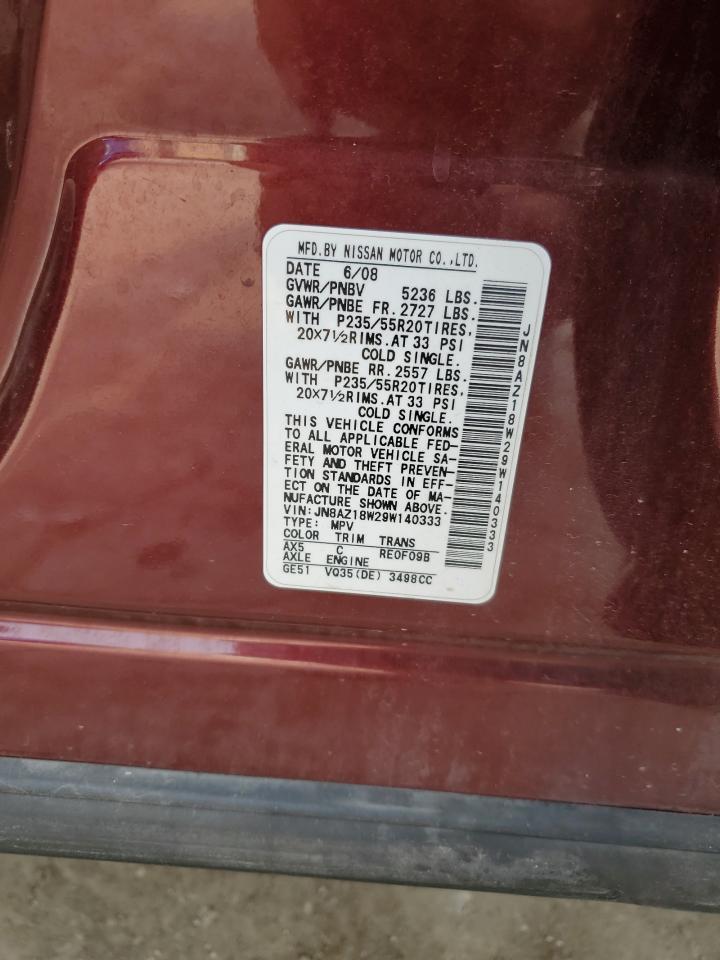 MFD.BY NISSAN MOTOR CO.,LTD.
DATE 6/08
GVWR/PNBV 5236 LBS.
GAWR/PNBE FR. 2727 LBS.
WITH P235/55R20TIRES,
20X7½RIMS.AT 33 PSI
COLD SINGLE.
GAWR/PNBE RR. 2557 LBS.
WITH P235/55R20TIRES,
20X7½RIMS.AT 33 PSI
COLD SINGLE.
THIS VEHICLE CONFORMS
TO ALL APPLICABLE FED-
ERAL MOTOR VEHICLE SA-
FETY AND THEFT PREVEN-
TION STANDARDS IN EFF-
ECT ON THE DATE OF MA-
NUFACTURE SHOWN ABOVE.
VIN:JN8AZ18W29W140333
TYPE: MPV
COLOR TRIM TRANS
AX5 C RE0F09B
AXLE ENGINE
GE51 VQ35(DE) 3498CC
JN8AZ18W29W140333